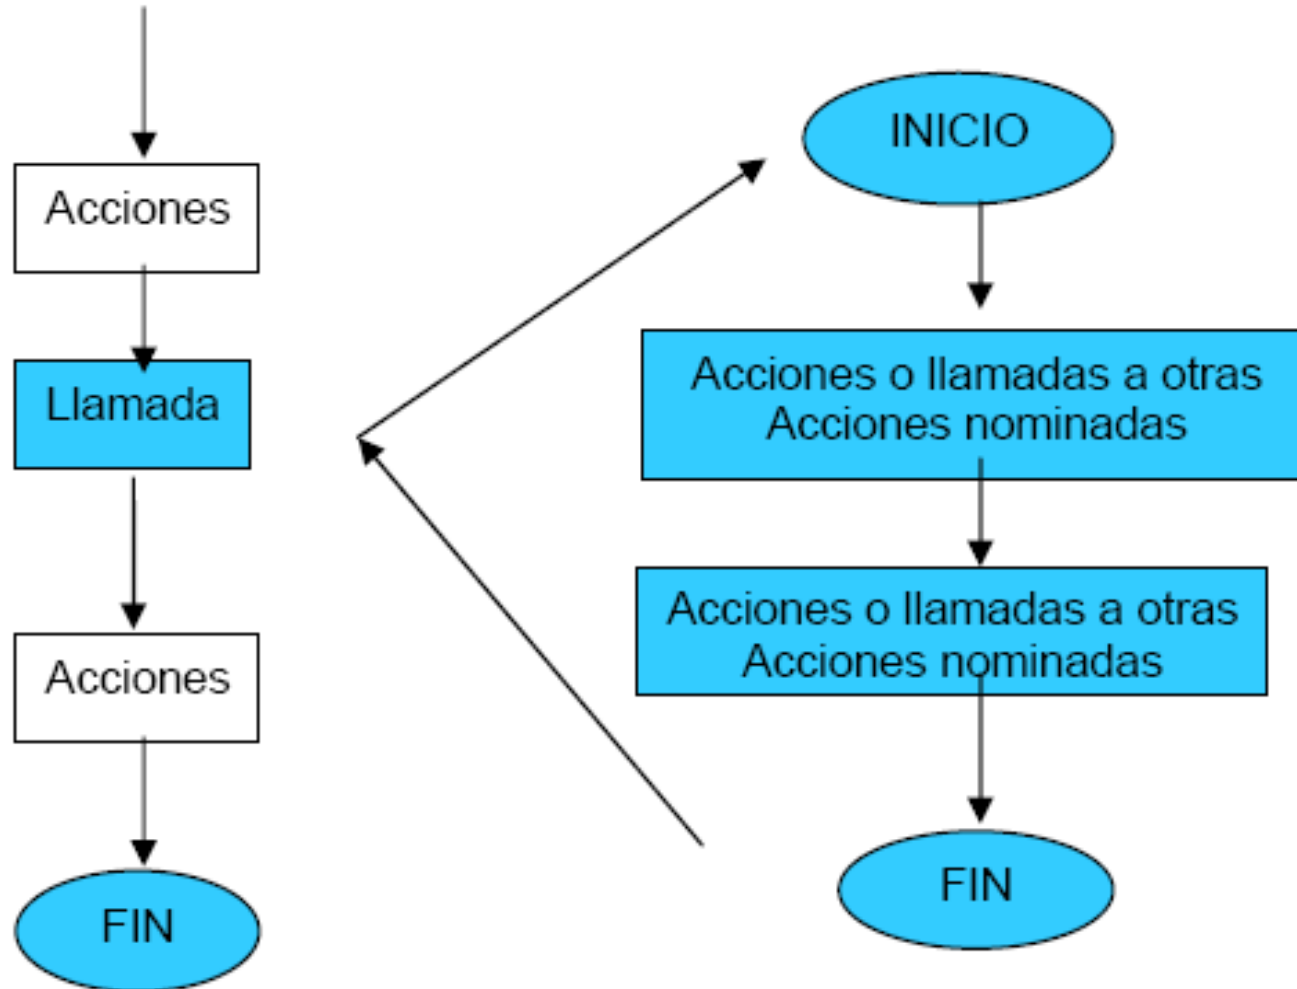 Acciones
Llamada
Acciones
FIN
INICIO
Acciones o llamadas a otras
Acciones nominadas
Acciones o llamadas a otras
Acciones nominadas
FIN